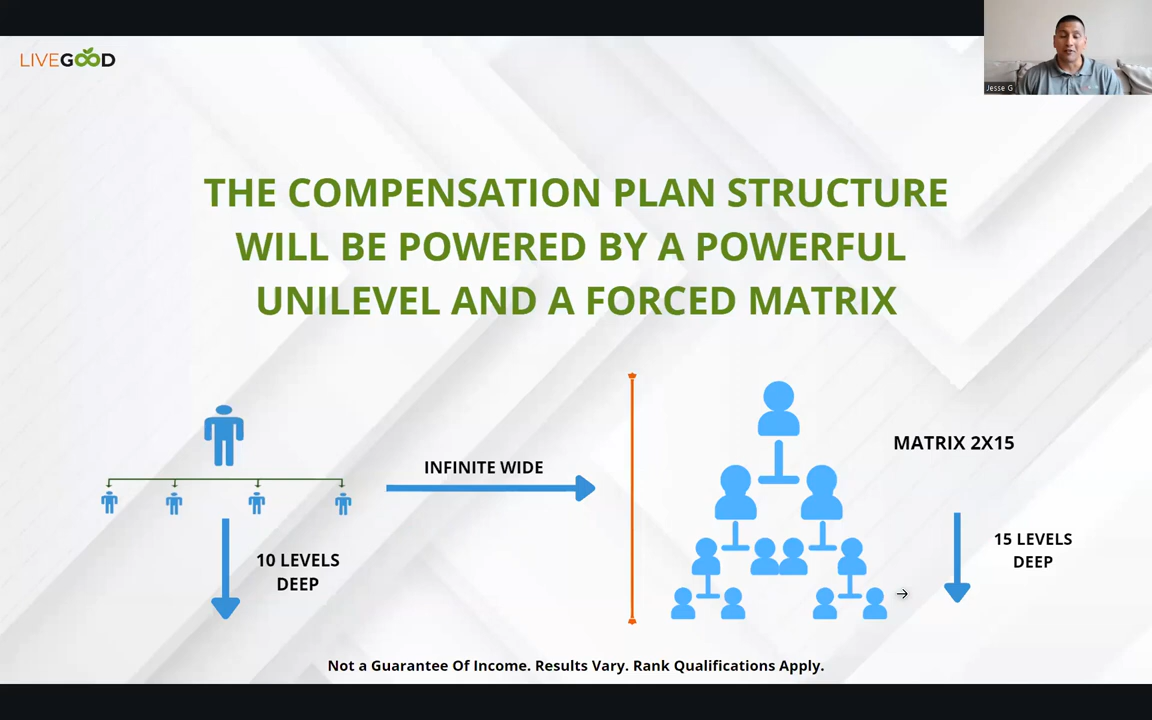 LIVEGOOD
Jesse G
THE COMPENSATION PLAN STRUCTURE
WILL BE POWERED BY A POWERFUL
UNILEVEL AND A FORCED MATRIX
INFINITE WIDE
10 LEVELS
DEEP
MATRIX 2X15
15 LEVELS
DEEP
Not a Guarantee Of Income. Results Vary. Rank Qualifications Apply.